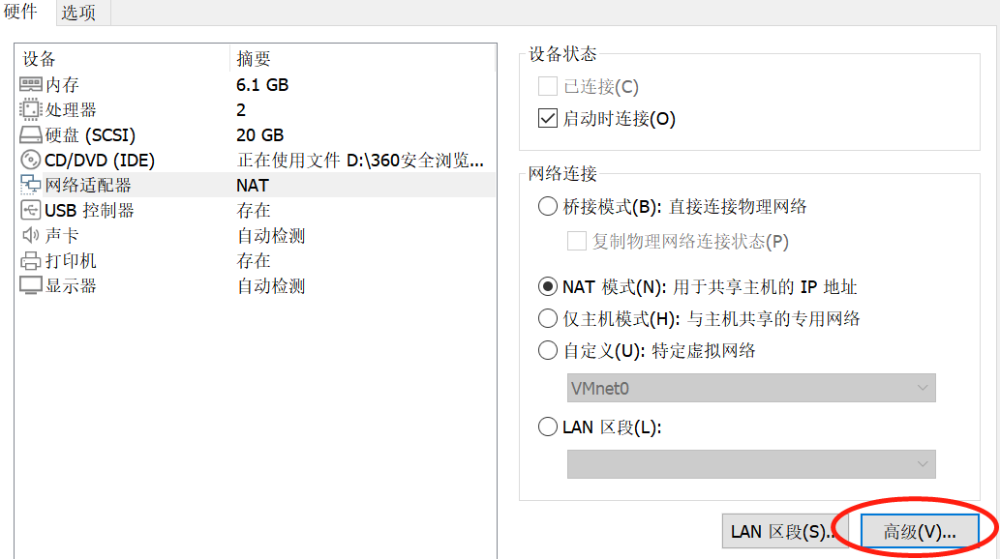 硬件 选项
设备 摘要
内存 6.1 GB
处理器 2
硬盘 (SCSI) 20 GB
CD/DVD (IDE) 正在使用文件 D:\360安全浏览...
网络适配器 NAT
USB 控制器 存在
声卡 自动检测
打印机 存在
显示器 自动检测
设备状态
已连接(C)
启动时连接(O)
网络连接
桥接模式(B): 直接连接物理网络
复制物理网络连接状态(P)
NAT 模式(N): 用于共享主机的 IP 地址
仅主机模式(H): 与主机共享的专用网络
自定义(U): 特定虚拟网络
VMnet0
LAN 区段(L):
LAN 区段(S)... 高级(V)...